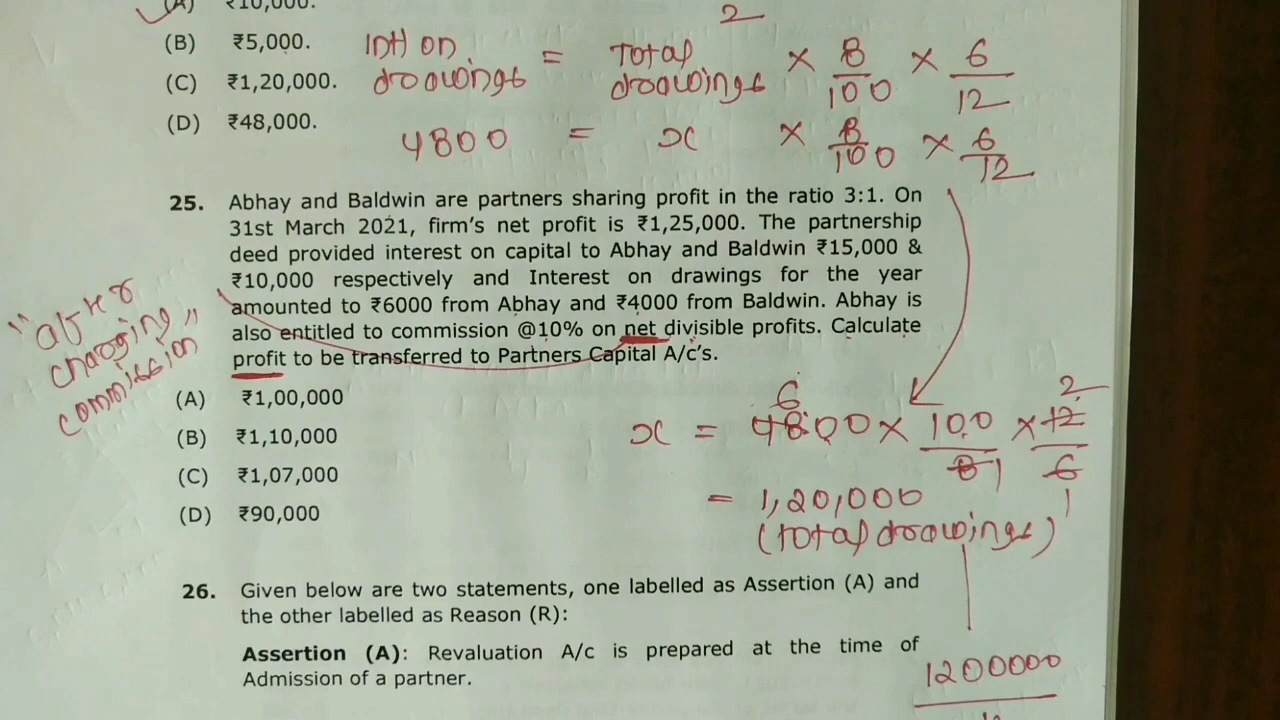 (A) ₹10,000.
2
(B) ₹5,000.
(C) ₹1,20,000.
(D) ₹48,000.
Int on drawings = Total drawings × 8/100 × 6/12
4800 = x × 8/100 × 6/12
25. Abhay and Baldwin are partners sharing profit in the ratio 3:1. On
31st March 2021, firm's net profit is ₹1,25,000. The partnership
deed provided interest on capital to Abhay and Baldwin ₹15,000 &
₹10,000 respectively and Interest on drawings for the year
amounted to ₹6000 from Abhay and ₹4000 from Baldwin. Abhay is
also entitled to commission @10% on net divisible profits. Calculate
profit to be transferred to Partners Capital A/c's.
"after
charging
commission"
(A) ₹1,00,000
(B) ₹1,10,000
(C) ₹1,07,000
(D) ₹90,000
6 2
x = 4800 × 100/8 × 12/6
1 1
= 1,20,000
(total drawings)
26. Given below are two statements, one labelled as Assertion (A) and
the other labelled as Reason (R):
Assertion (A): Revaluation A/c is prepared at the time of
Admission of a partner.
1200000